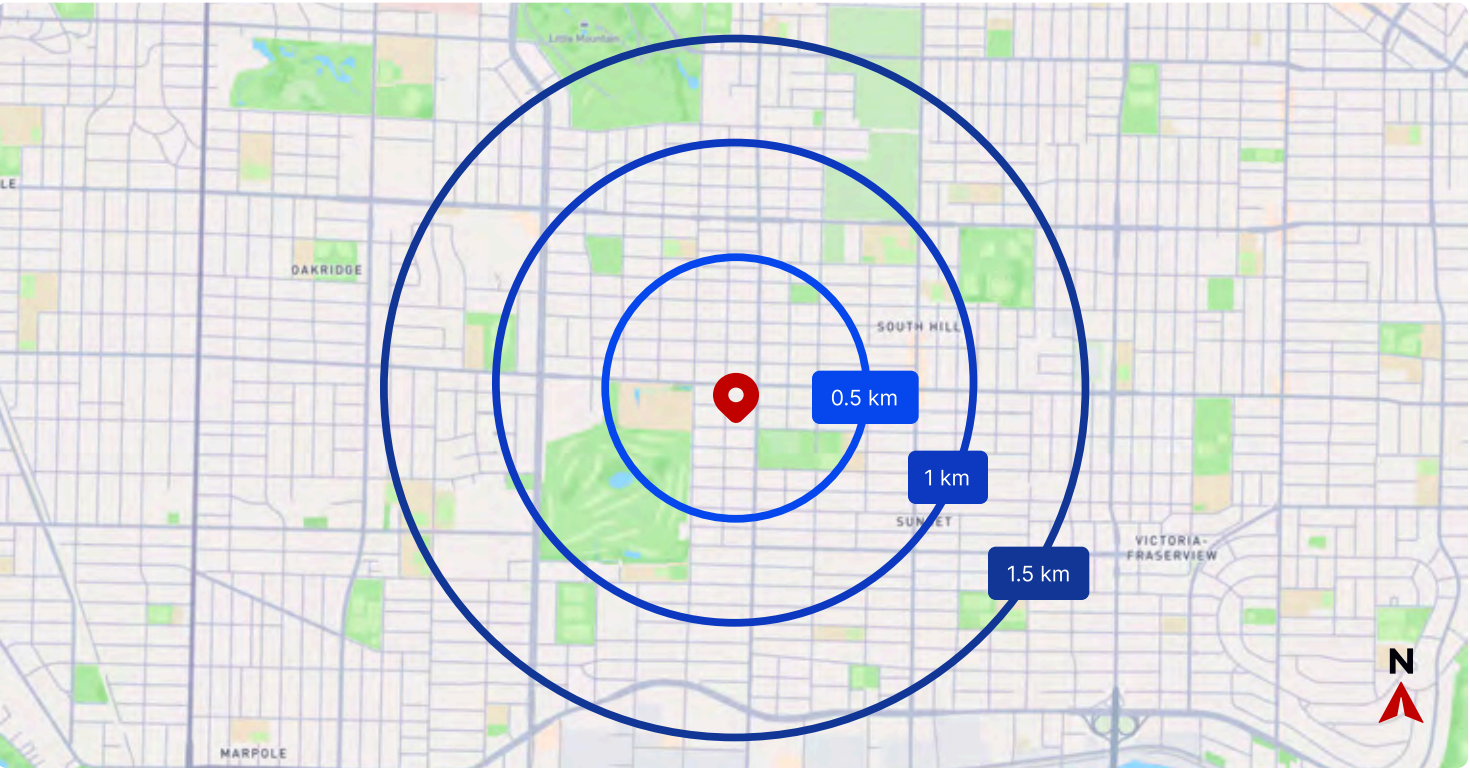 Little Mountain
LE
OAKRIDGE
SOUTH HILL
0.5 km
1 km
SUNSET
VICTORIA-
FRASERVIEW
1.5 km
N
MARPOLE